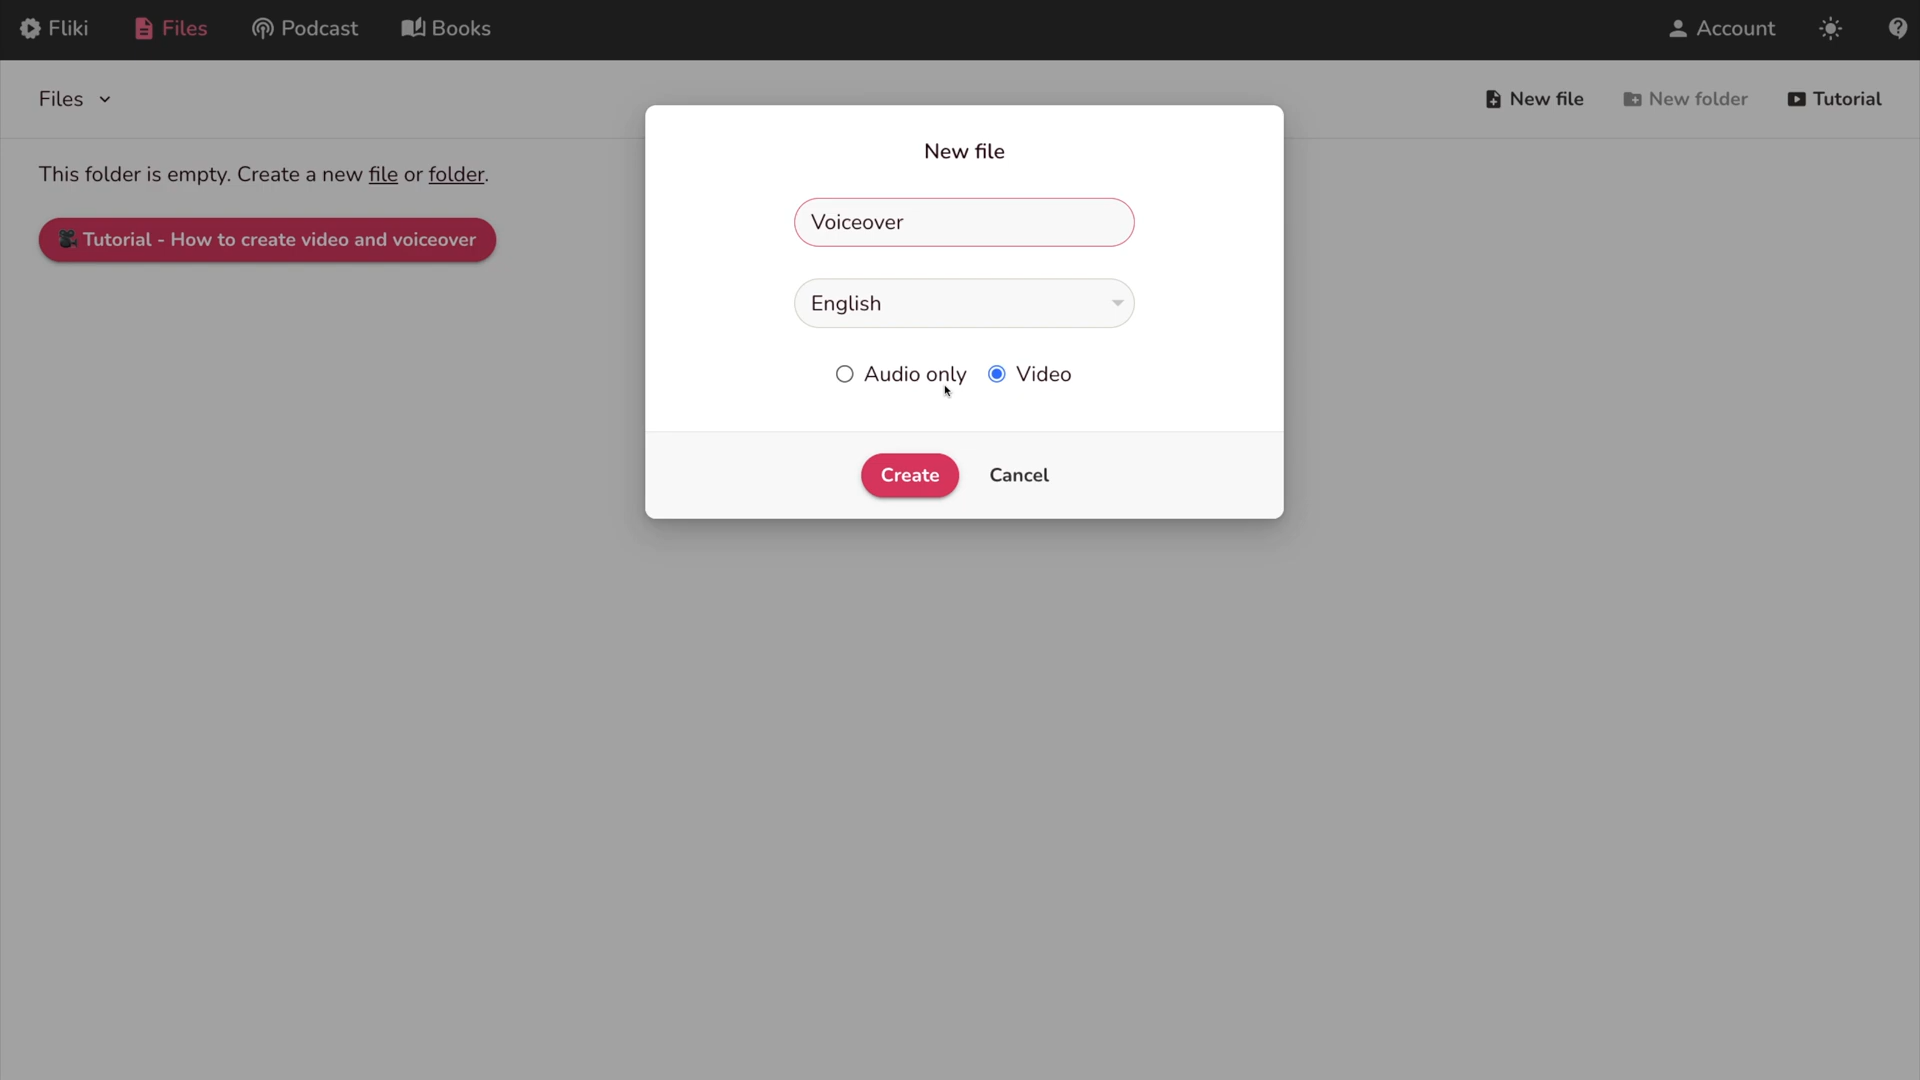 Fliki Files Podcast Books Account
Files New file New folder Tutorial
This folder is empty. Create a new file or folder.
Tutorial - How to create video and voiceover
New file
Voiceover
English
Audio only Video
Create Cancel